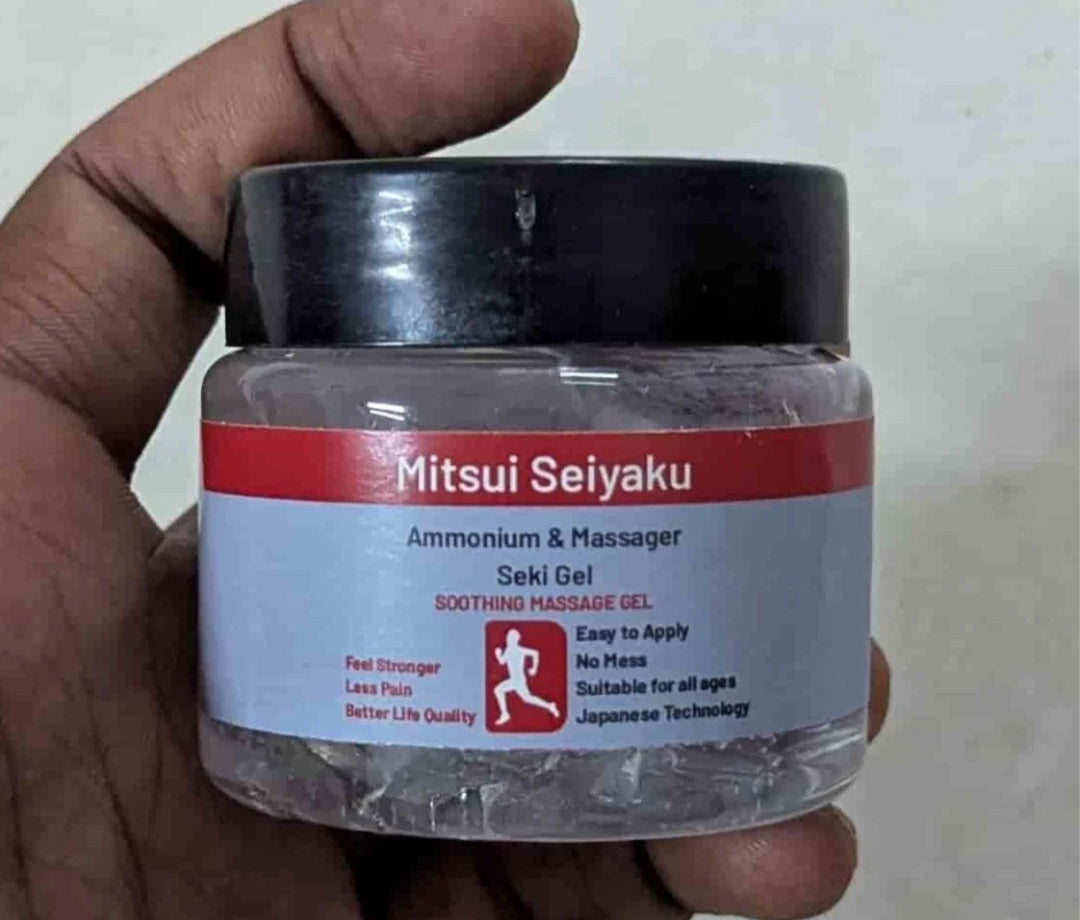 Mitsui Seiyaku
Ammonium & Massager
Seki Gel
SOOTHING MASSAGE GEL
Feel Stronger
Less Pain
Better Life Quality
Easy to Apply
No Mess
Suitable for all ages
Japanese Technology